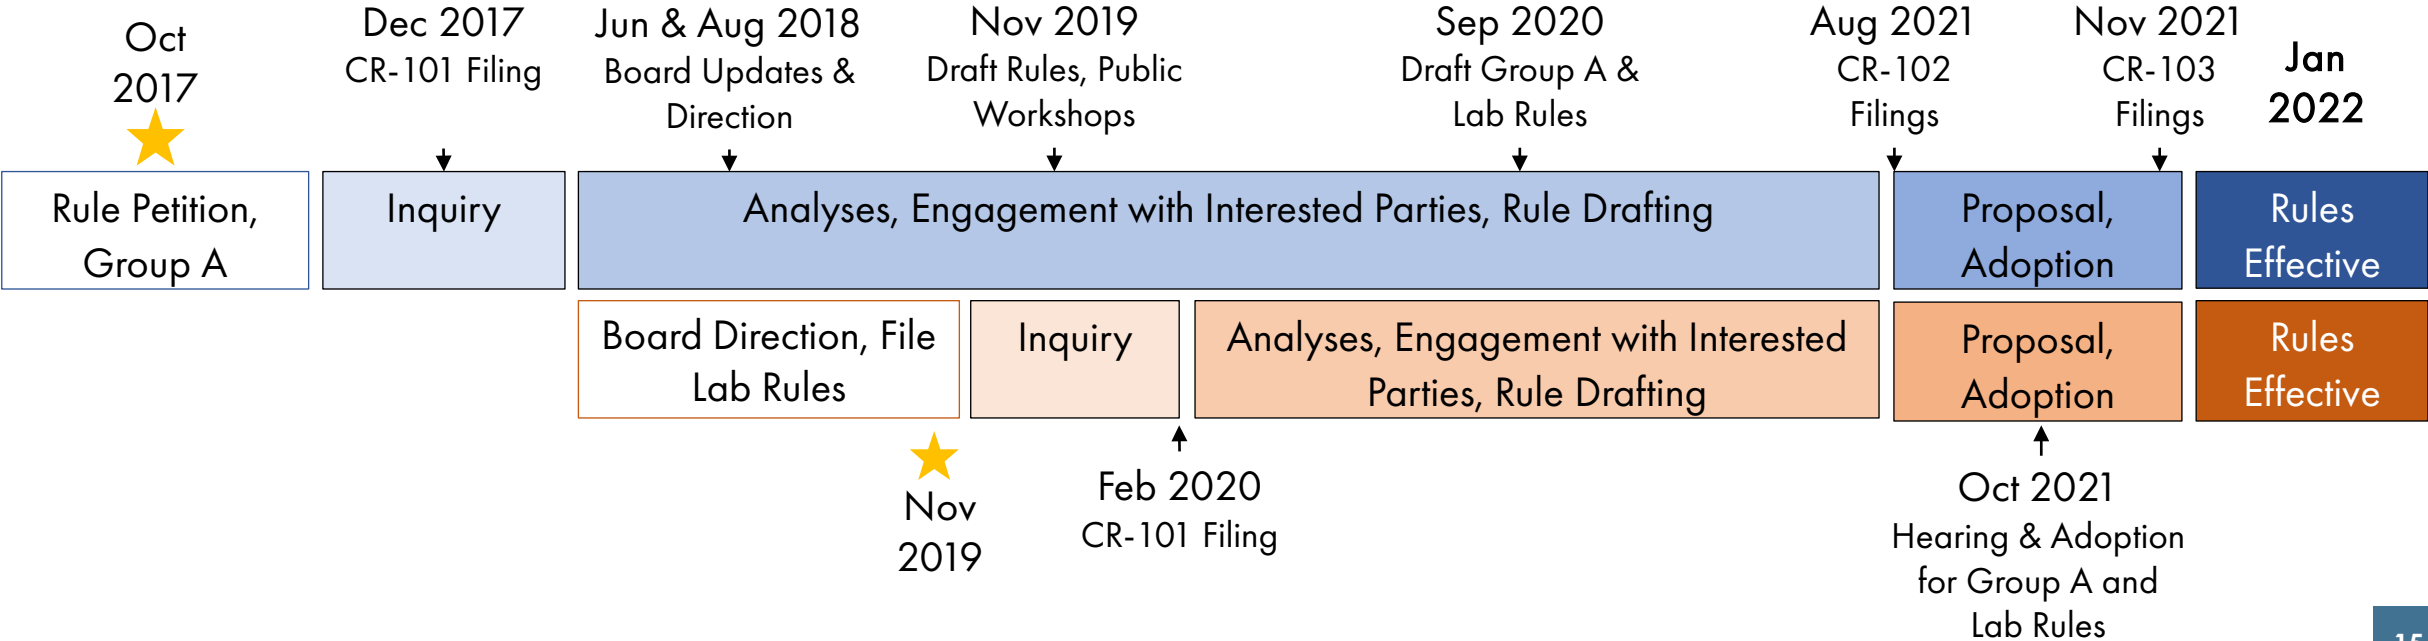 Oct
2017
Dec 2017
CR-101 Filing
Jun & Aug 2018
Board Updates &
Direction
Nov 2019
Draft Rules, Public
Workshops
Sep 2020
Draft Group A &
Lab Rules
Aug 2021
CR-102
Filings
Nov 2021
CR-103
Filings
Jan
2022
Rule Petition,
Group A
Inquiry
Analyses, Engagement with Interested Parties, Rule Drafting
Proposal,
Adoption
Rules
Effective
Board Direction, File
Lab Rules
Inquiry
Analyses, Engagement with Interested
Parties, Rule Drafting
Proposal,
Adoption
Rules
Effective
Nov
2019
Feb 2020
CR-101 Filing
Oct 2021
Hearing & Adoption
for Group A and
Lab Rules